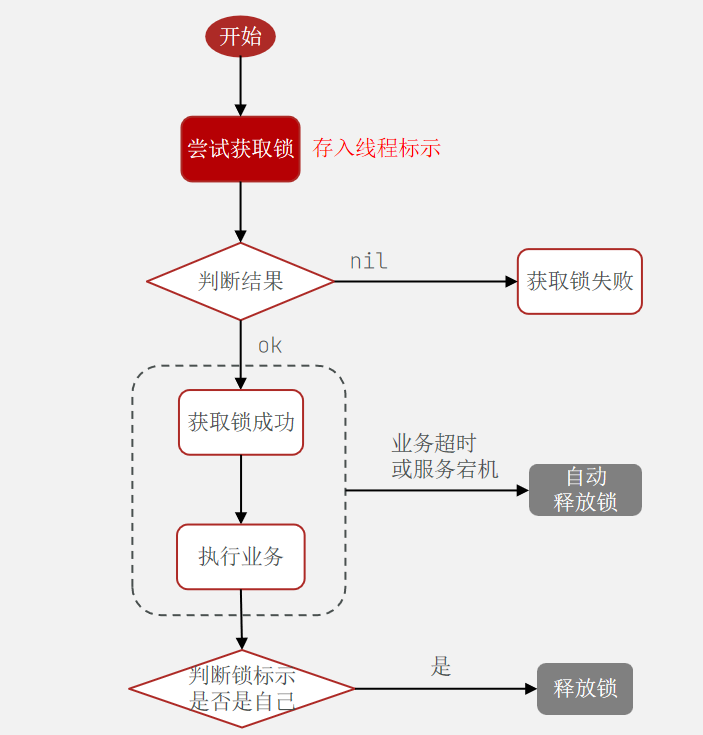 开始
尝试获取锁
存入线程标示
判断结果
nil
获取锁失败
ok
获取锁成功
业务超时
或服务宕机
自动
释放锁
执行业务
判断锁标示
是否是自己
是
释放锁